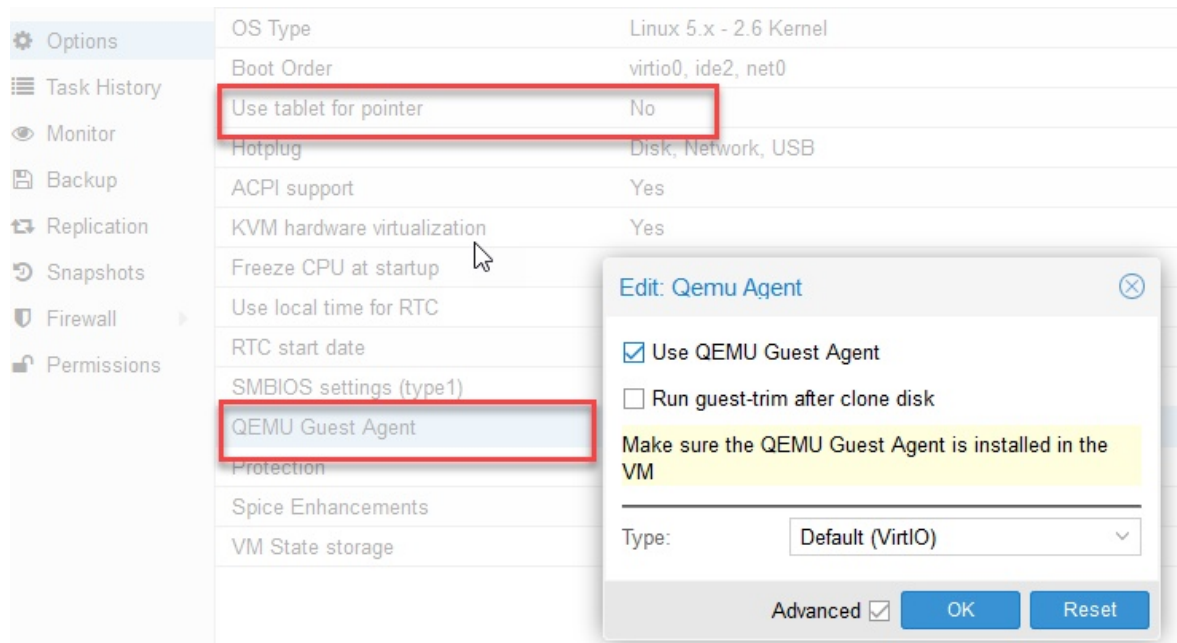 Options
Task History
Monitor
Backup
Replication
Snapshots
Firewall
Permissions
OS Type Linux 5.x - 2.6 Kernel
Boot Order virtio0, ide2, net0
Use tablet for pointer No
Hotplug Disk, Network, USB
ACPI support Yes
KVM hardware virtualization Yes
Freeze CPU at startup
Use local time for RTC
RTC start date
SMBIOS settings (type1)
QEMU Guest Agent
Protection
Spice Enhancements
VM State storage
Edit: Qemu Agent
Use QEMU Guest Agent
Run guest-trim after clone disk
Make sure the QEMU Guest Agent is installed in the
VM
Type: Default (VirtIO)
Advanced OK Reset